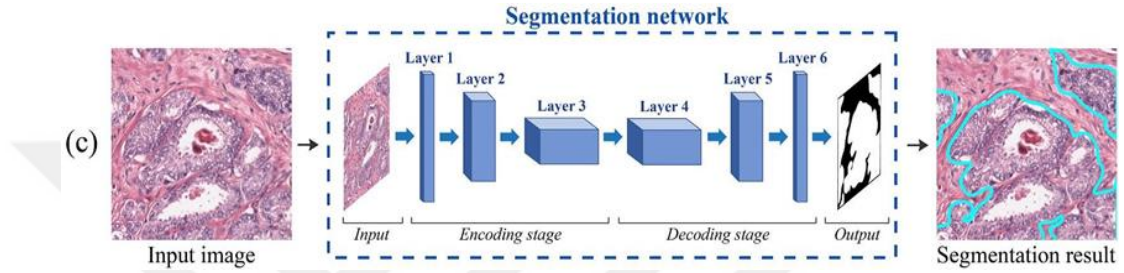 Segmentation network
Layer 1
Layer 2
Layer 3
Layer 4
Layer 5
Layer 6
(c)
Input
Encoding stage
Decoding stage
Output
Input image
Segmentation result